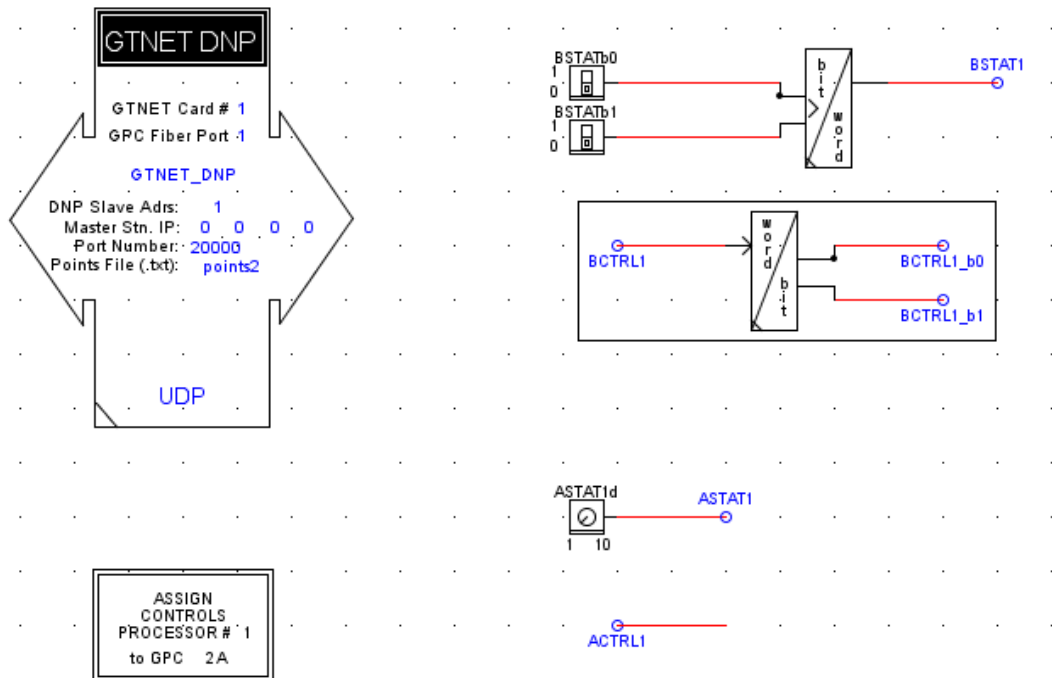 GTNET DNP
GTNET Card # 1
GPC Fiber Port 1
GTNET_DNP
DNP Slave Adrs: 1
Master Stn. IP: 0 0 0 0
Port Number: 20000
Points File (.txt): points2
UDP
ASSIGN
CONTROLS
PROCESSOR # 1
to GPC 2A
BSTATb0
1
0
BSTATb1
1
0
bit
word
BSTAT1
BCTRL1
word
bit
BCTRL1_b0
BCTRL1_b1
ASTAT1d
1 10
ASTAT1
ACTRL1